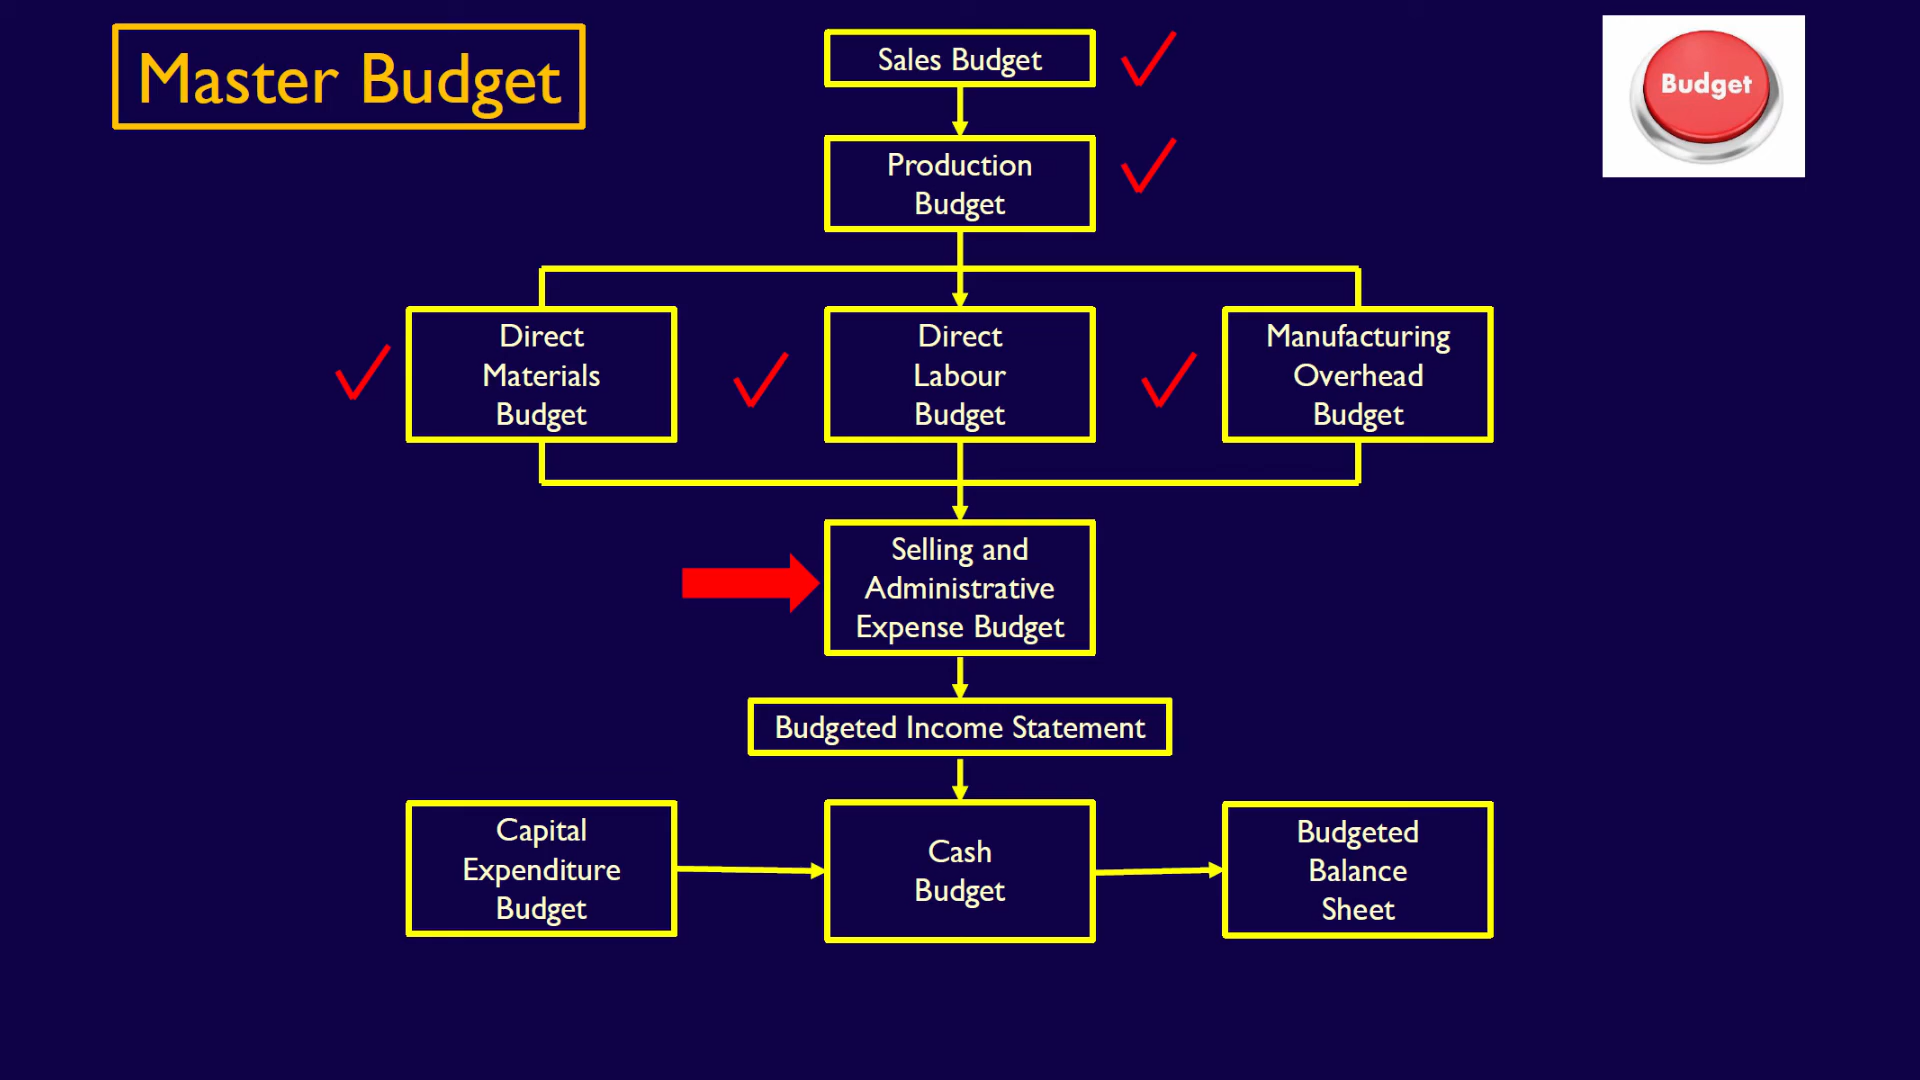 Master Budget
Sales Budget
Budget
Production
Budget
Direct
Materials
Budget
Direct
Labour
Budget
Manufacturing
Overhead
Budget
Selling and
Administrative
Expense Budget
Budgeted Income Statement
Capital
Expenditure
Budget
Cash
Budget
Budgeted
Balance
Sheet